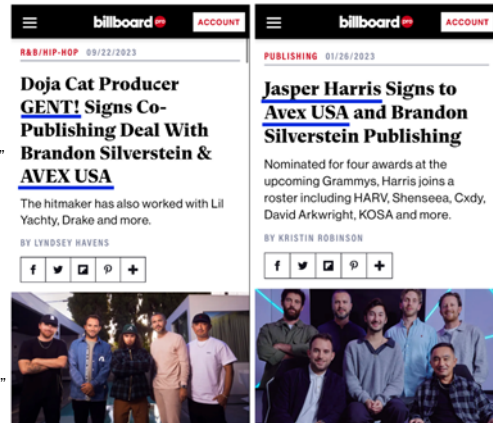 billboard pro
ACCOUNT
R&B/HIP-HOP 09/22/2023
Doja Cat Producer
GENT! Signs Co-
Publishing Deal With
Brandon Silverstein &
AVEX USA
The hitmaker has also worked with Lil
Yachty, Drake and more.
BY LYNDSEY HAVENS
billboard pro
ACCOUNT
PUBLISHING 01/26/2023
Jasper Harris Signs to
Avex USA and Brandon
Silverstein Publishing
Nominated for four awards at the
upcoming Grammys, Harris joins a
roster including HARV, Shenseea, Cxdy,
David Arkwright, KOSA and more.
BY KRISTIN ROBINSON
”
”